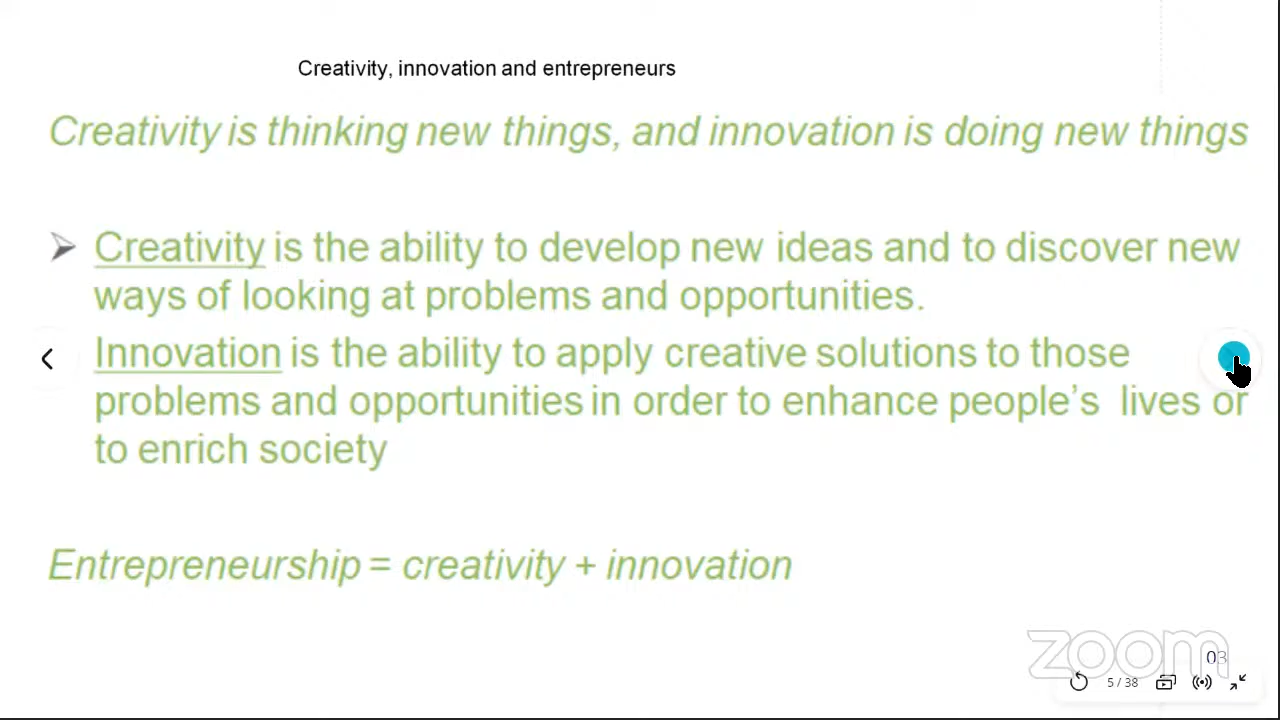 Creativity, innovation and entrepreneurs
Creativity is thinking new things, and innovation is doing new things
Creativity is the ability to develop new ideas and to discover new
ways of looking at problems and opportunities.
Innovation is the ability to apply creative solutions to those
problems and opportunities in order to enhance people’s lives or
to enrich society
Entrepreneurship = creativity + innovation
zoom
03
5 / 38